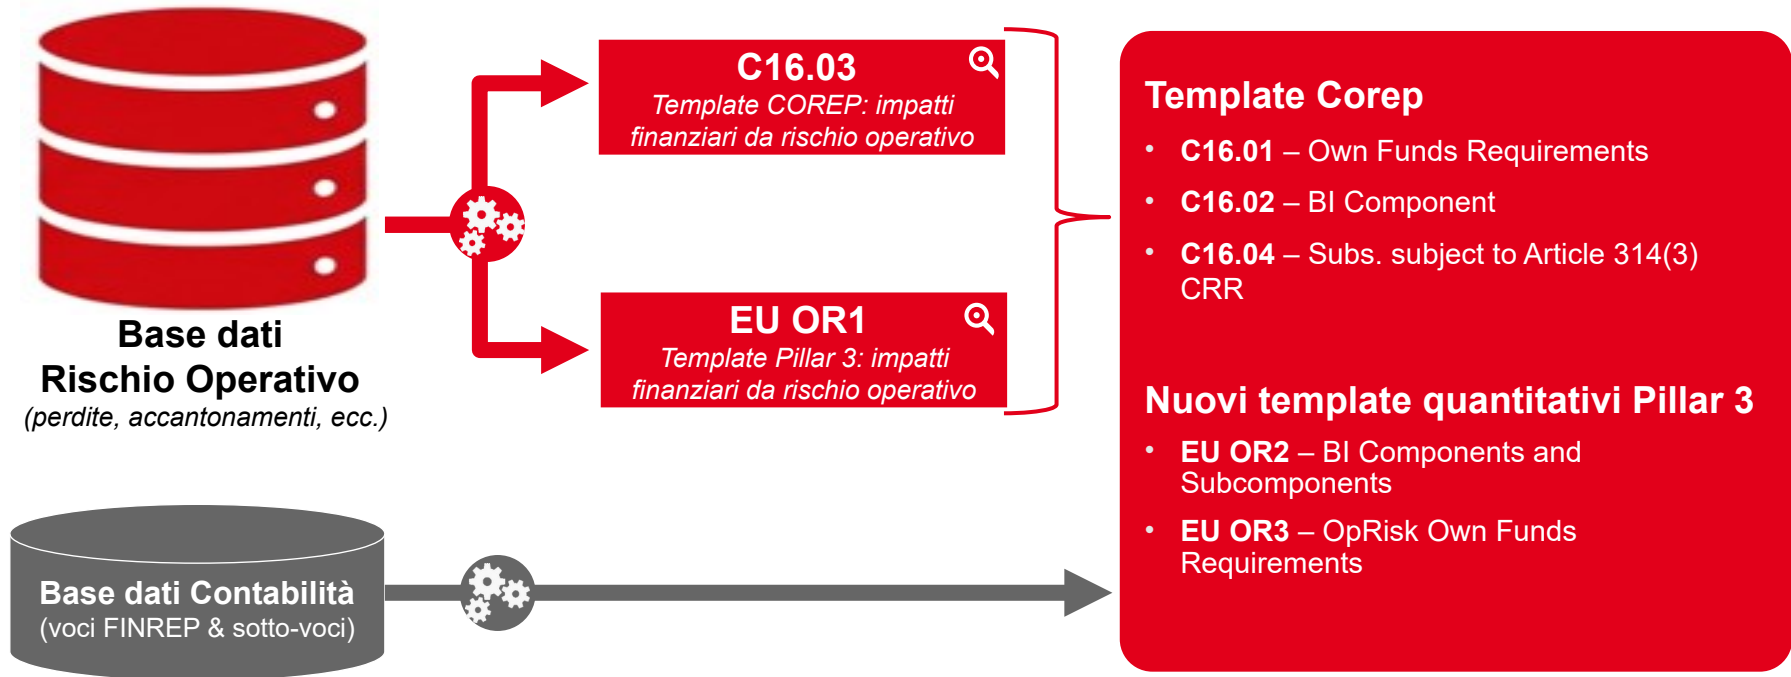 Base dati
Rischio Operativo
(perdite, accantonamenti, ecc.)
C16.03
Template COREP: impatti
finanziari da rischio operativo
EU OR1
Template Pillar 3: impatti
finanziari da rischio operativo
Template Corep
• C16.01 – Own Funds Requirements
• C16.02 – BI Component
• C16.04 – Subs. subject to Article 314(3)
CRR
Nuovi template quantitativi Pillar 3
• EU OR2 – BI Components and
Subcomponents
• EU OR3 – OpRisk Own Funds
Requirements
Base dati Contabilità
(voci FINREP & sotto-voci)